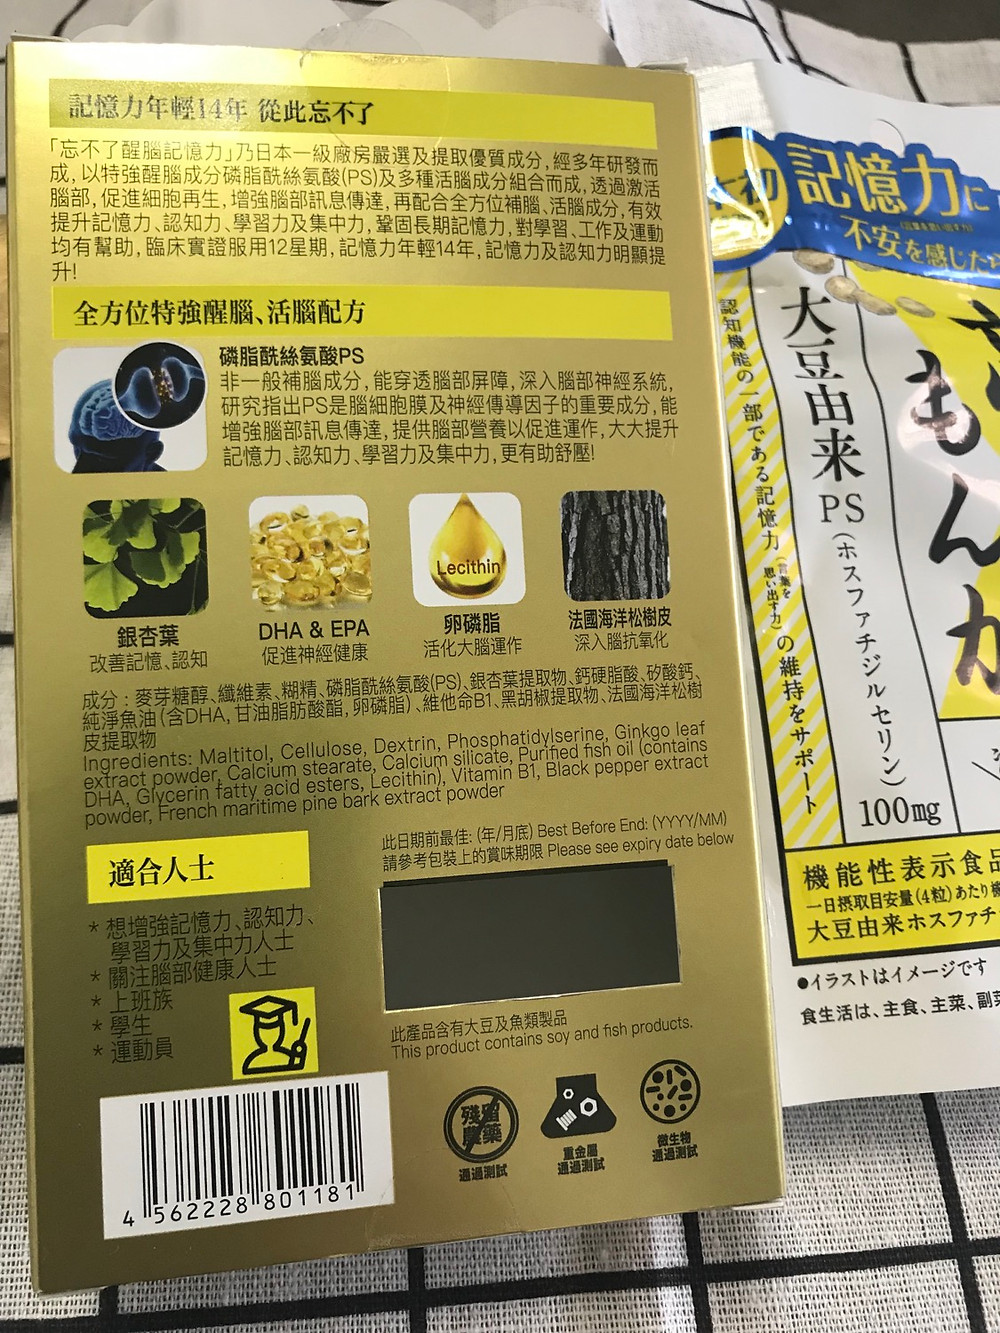 記憶力年輕14年 從此忘不了
「忘不了醒腦記憶力」乃日本一級廠房嚴選及提取優質成分,經多年研發而
成,以特強醒腦成分磷脂酰絲氨酸(PS)及多種活腦成分組合而成,透過激活
腦部,促進細胞再生,增強腦部訊息傳達,再配合全方位補腦、活腦成分,有效
提升記憶力、認知力、學習力及集中力,鞏固長期記憶力,對學習、工作及運動
均有幫助,臨床實證服用12星期,記憶力年輕14年,記憶力及認知力明顯提
升!
全方位特強醒腦、活腦配方
磷脂酰絲氨酸PS
非一般補腦成分,能穿透腦部屏障,深入腦部神經系統,
研究指出PS是腦細胞膜及神經傳導因子的重要成分,能
增強腦部訊息傳達,提供腦部營養以促進運作,大大提升
記憶力、認知力、學習力及集中力,更有助舒壓!
Lecithin
銀杏葉
改善記憶、認知
DHA & EPA
促進神經健康
卵磷脂
活化大腦運作
法國海洋松樹皮
深入腦抗氧化
成分:麥芽糖醇、纖維素、糊精、磷脂酰絲氨酸(PS)、銀杏葉提取物、鈣硬脂酸、矽酸鈣、
純淨魚油(含DHA, 甘油脂肪酸酯, 卵磷脂)、維他命B1、黑胡椒提取物、法國海洋松樹
皮提取物
Ingredients: Maltitol, Cellulose, Dextrin, Phosphatidylserine, Ginkgo leaf
extract powder, Calcium stearate, Calcium silicate, Purified fish oil (contains
DHA, Glycerin fatty acid esters, Lecithin), Vitamin B1, Black pepper extract
powder, French maritime pine bark extract powder
適合人士
* 想增強記憶力、認知力、
學習力及集中力人士
* 關注腦部健康人士
* 上班族
* 學生
* 運動員
此日期前最佳: (年/月底) Best Before End: (YYYY/MM)
請參考包裝上的賞味期限 Please see expiry date below
此產品含有大豆及魚類製品
This product contains soy and fish products.
殘留
農藥
通過測試
重金屬
通過測試
微生物
通過測試
4 562228 801181
初
記憶力に
不安を感じたら
認知機能の一部である記憶力(言葉を思い出す力)の維持をサポート
大豆由来PS(ホスファチジルセリン)
100mg
もんか
機能性表示食品
一日摂取目安量(4粒)あたり機
大豆由来ホスファチ
●イラストはイメージです
食生活は、主食、主菜、副菜